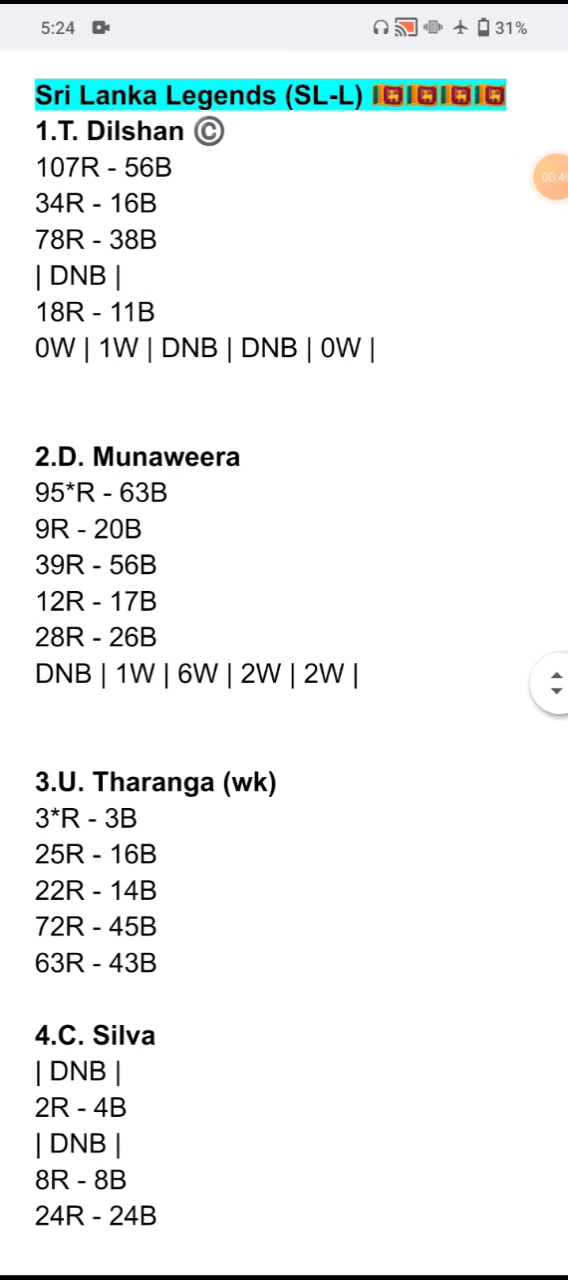 5:24
31%
Sri Lanka Legends (SL-L) 🇱🇰🇱🇰🇱🇰🇱🇰
1.T. Dilshan ©
107R - 56B
34R - 16B
78R - 38B
| DNB |
18R - 11B
0W | 1W | DNB | DNB | 0W |
2.D. Munaweera
95*R - 63B
9R - 20B
39R - 56B
12R - 17B
28R - 26B
DNB | 1W | 6W | 2W | 2W |
3.U. Tharanga (wk)
3*R - 3B
25R - 16B
22R - 14B
72R - 45B
63R - 43B
4.C. Silva
| DNB |
2R - 4B
| DNB |
8R - 8B
24R - 24B